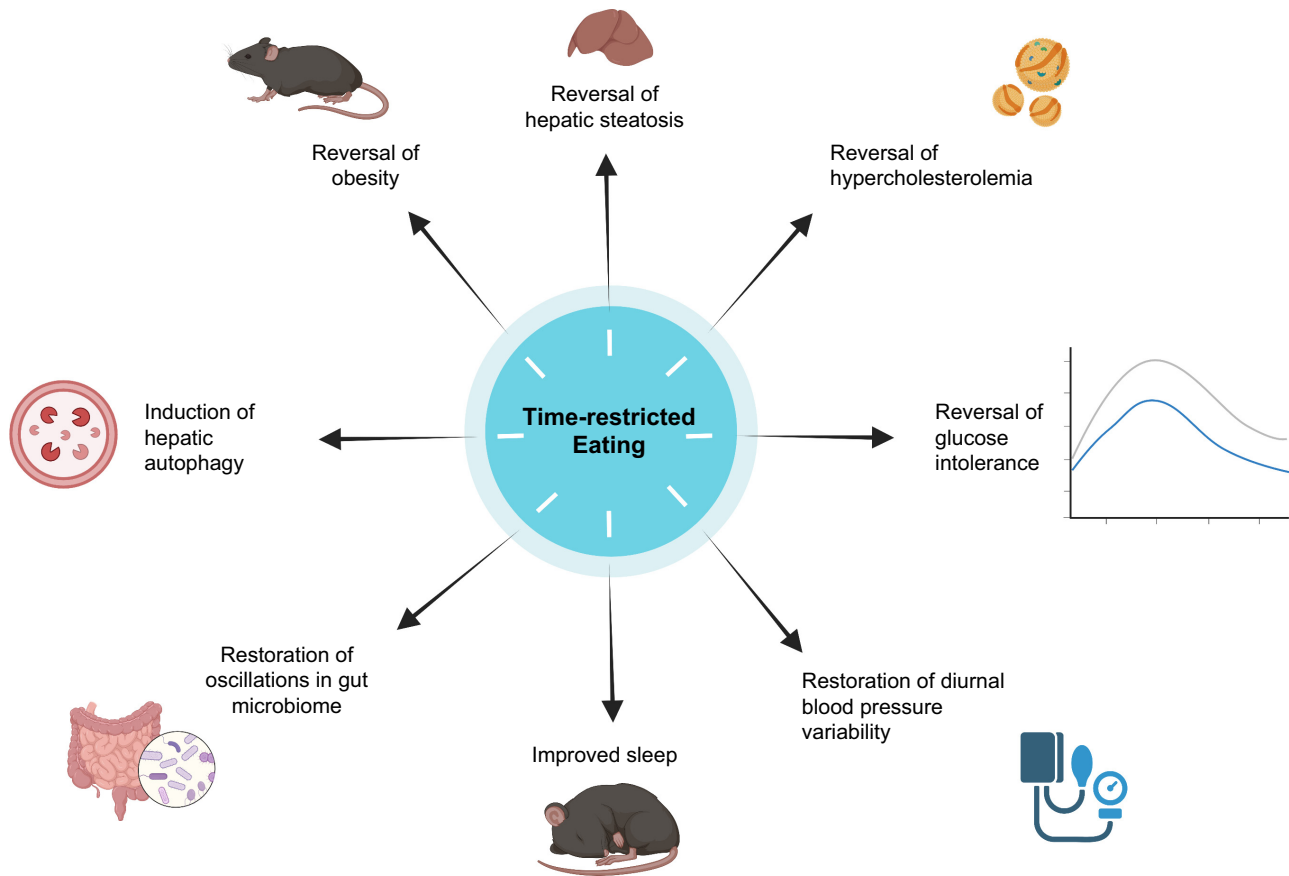 Reversal of
hepatic steatosis
Reversal of
obesity
Reversal of
hypercholesterolemia
Time-restricted
Eating
Induction of
hepatic
autophagy
Reversal of
glucose
intolerance
Restoration of
oscillations in gut
microbiome
Restoration of diurnal
blood pressure
variability
Improved sleep